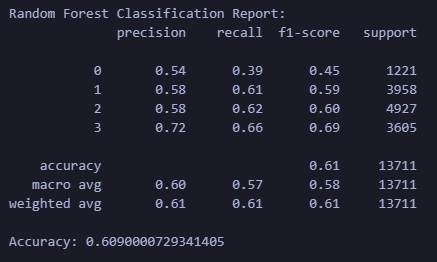 Random Forest Classification Report:
precision recall f1-score support
0 0.54 0.39 0.45 1221
1 0.58 0.61 0.59 3958
2 0.58 0.62 0.60 4927
3 0.72 0.66 0.69 3605
accuracy 0.61 13711
macro avg 0.60 0.57 0.58 13711
weighted avg 0.61 0.61 0.61 13711
Accuracy: 0.6090000729341405